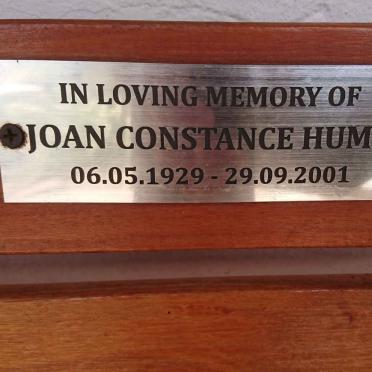 IN LOVING MEMORY OF
JOAN CONSTANCE HUM
06.05.1929 - 29.09.2001